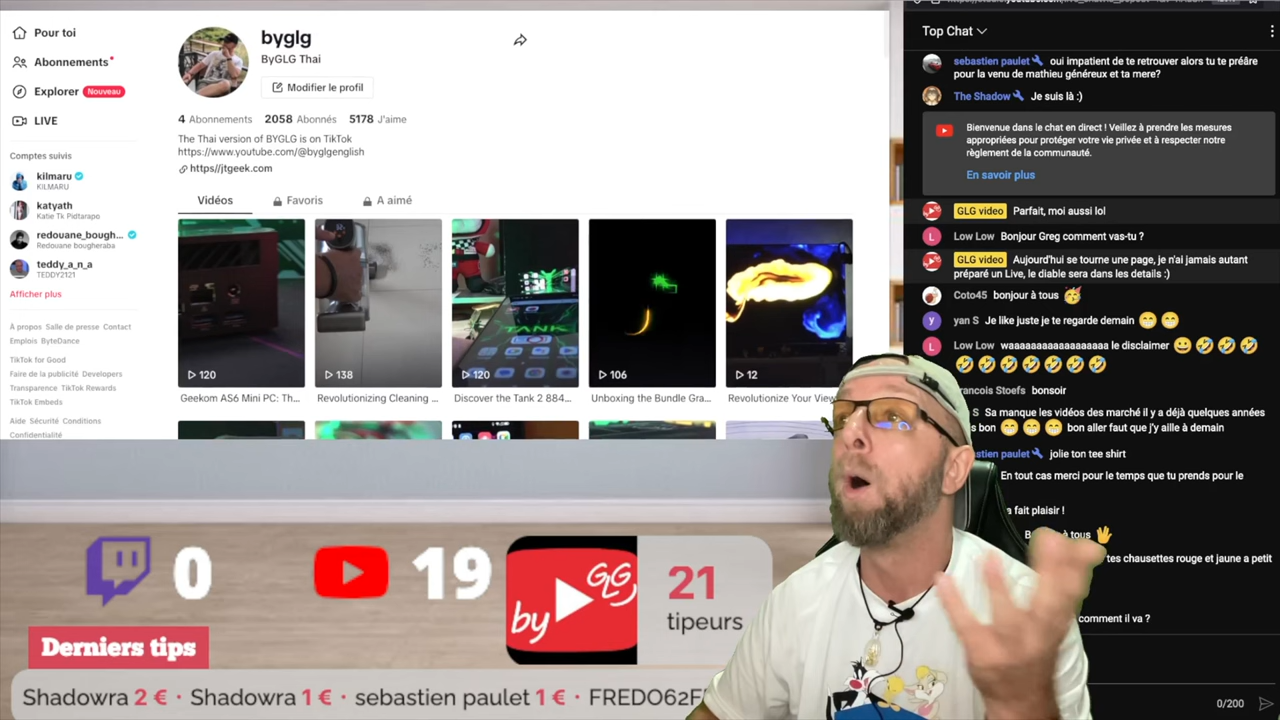 Pour toi
Abonnements
Explorer Nouveau
LIVE
Comptes suivis
kilmaru
KILMARU
katyath
Katie Tk Pidtarapo
redouane_bough...
Redouane bougheraba
teddy_a_n_a
TEDDY2121
Afficher plus
À propos Salle de presse Contact
Emplois ByteDance
TikTok for Good
Faire de la publicité Developers
Transparence TikTok Rewards
TikTok Embeds
Aide Sécurité Conditions
Confidentialité
byglg
ByGLG Thai
Modifier le profil
4 Abonnements 2058 Abonnés 5178 J'aime
The Thai version of BYGLG is on TikTok
https://www.youtube.com/@byglgenglish
https//jtgeek.com
Vidéos Favoris A aimé
TANK
120 138 120 106 12
Geekom AS6 Mini PC: Th... Revolutionizing Cleaning ... Discover the Tank 2 884... Unboxing the Bundle Gra... Revolutionize Your View
0 19
by GLG
21
tipeurs
Derniers tips
Shadowra 2 € · Shadowra 1 € · sebastien paulet 1 € · FREDO62F
Top Chat
sebastien paulet oui impatient de te retrouver alors tu te préâre
pour la venu de mathieu généreux et ta mere?
The Shadow Je suis là :)
Bienvenue dans le chat en direct ! Veillez à prendre les mesures
appropriées pour protéger votre vie privée et à respecter notre
règlement de la communauté.
En savoir plus
GLG video Parfait, moi aussi lol
L Low Low Bonjour Greg comment vas-tu ?
GLG video Aujourd'hui se tourne une page, je n'ai jamais autant
préparé un Live, le diable sera dans les details :)
Coto45 bonjour à tous 🥳
y yan S Je like juste je te regarde demain 😁 😁
L Low Low waaaaaaaaaaaaaaaaaa le disclaimer 😀 🤣 🤣 🤣
🤣 🤣 🤣 🤣 🤣 🤣 🤣
rancois Stoefs bonsoir
S Sa manque les vidéos des marché il y a déjà quelques années
s bon 😁 😁 😁 bon aller faut que j'y aille à demain
stien paulet jolie ton tee shirt
En tout cas merci pour le temps que tu prends pour le
a fait plaisir !
à tous 🖖
tes chaussettes rouge et jaune a petit
comment il va ?
0/200